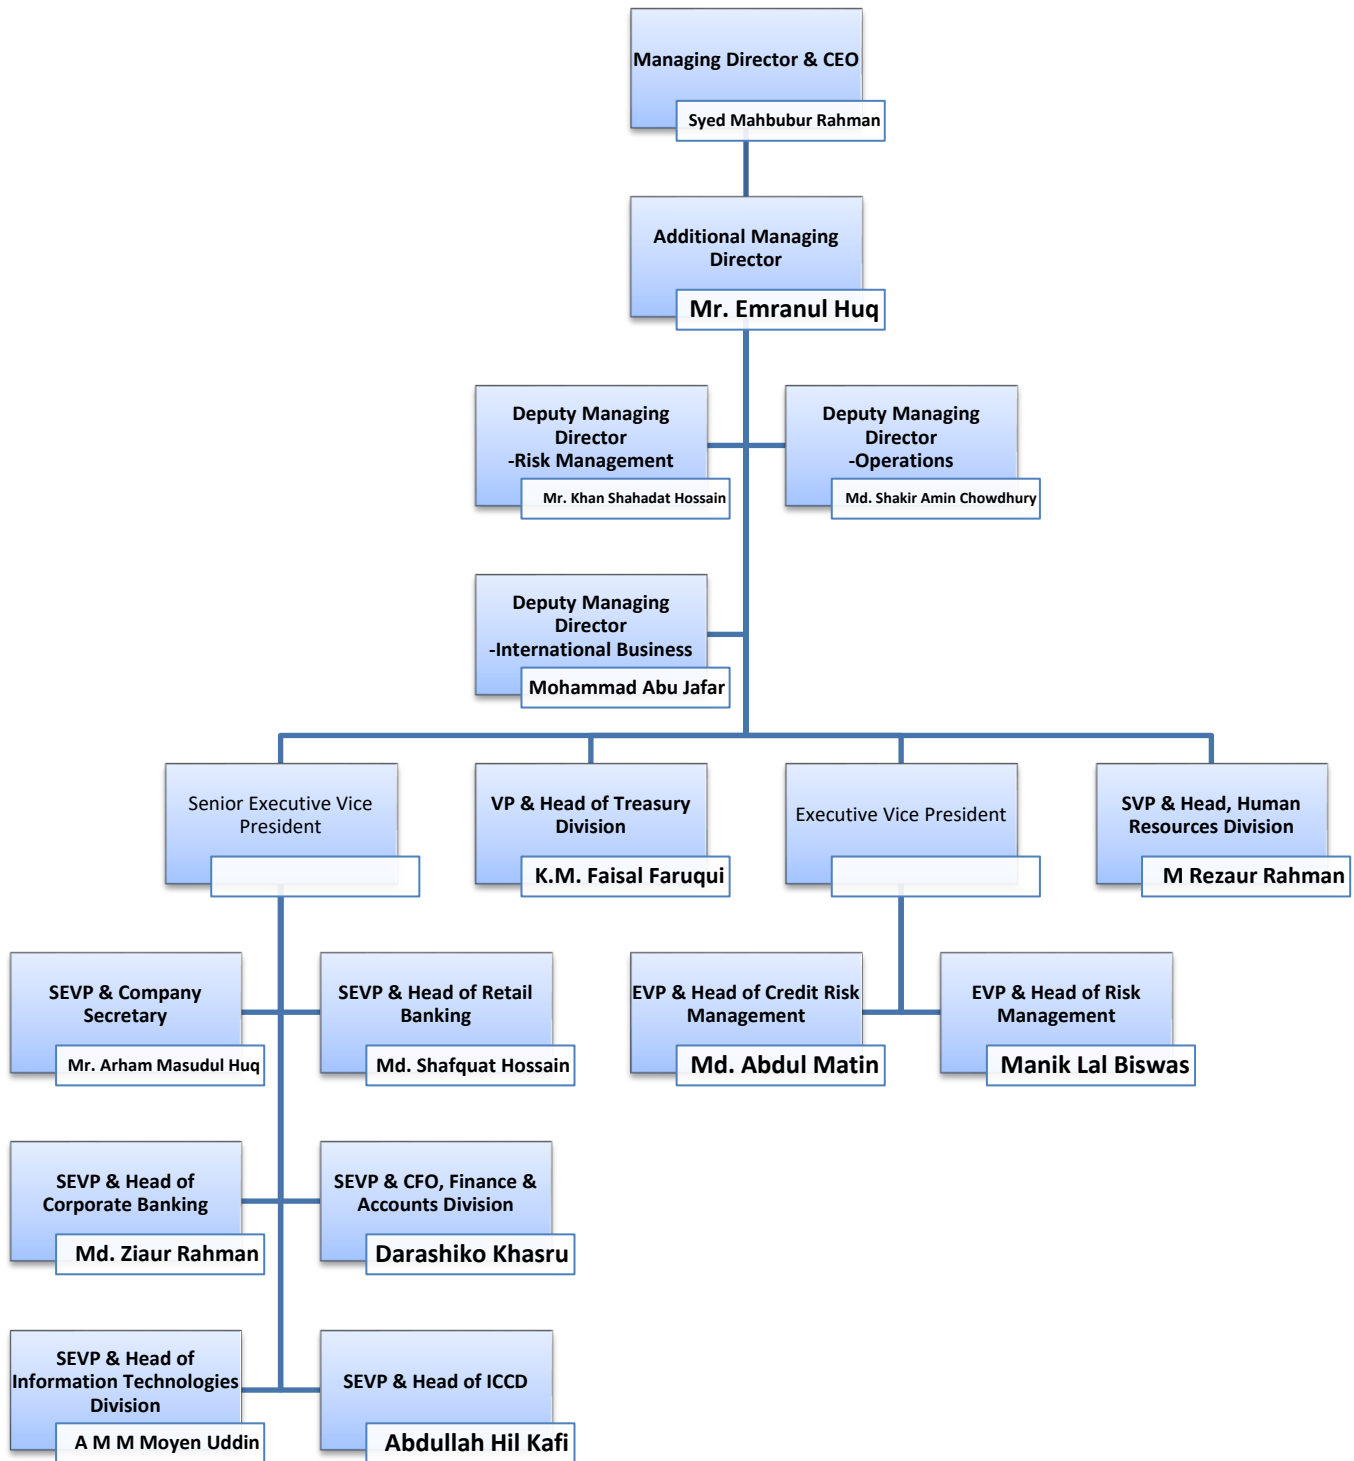 Managing Director & CEO
Syed Mahbubur Rahman
Additional Managing
Director
Mr. Emranul Huq
Deputy Managing
Director
-Risk Management
Mr. Khan Shahadat Hossain
Deputy Managing
Director
-Operations
Md. Shakir Amin Chowdhury
Deputy Managing
Director
-International Business
Mohammad Abu Jafar
Senior Executive Vice
President
VP & Head of Treasury
Division
K.M. Faisal Faruqui
Executive Vice President
SVP & Head, Human
Resources Division
M Rezaur Rahman
SEVP & Company
Secretary
Mr. Arham Masudul Huq
SEVP & Head of Retail
Banking
Md. Shafquat Hossain
EVP & Head of Credit Risk
Management
Md. Abdul Matin
EVP & Head of Risk
Management
Manik Lal Biswas
SEVP & Head of
Corporate Banking
Md. Ziaur Rahman
SEVP & CFO, Finance &
Accounts Division
Darashiko Khasru
SEVP & Head of
Information Technologies
Division
A M M Moyen Uddin
SEVP & Head of ICCD
Abdullah Hil Kafi